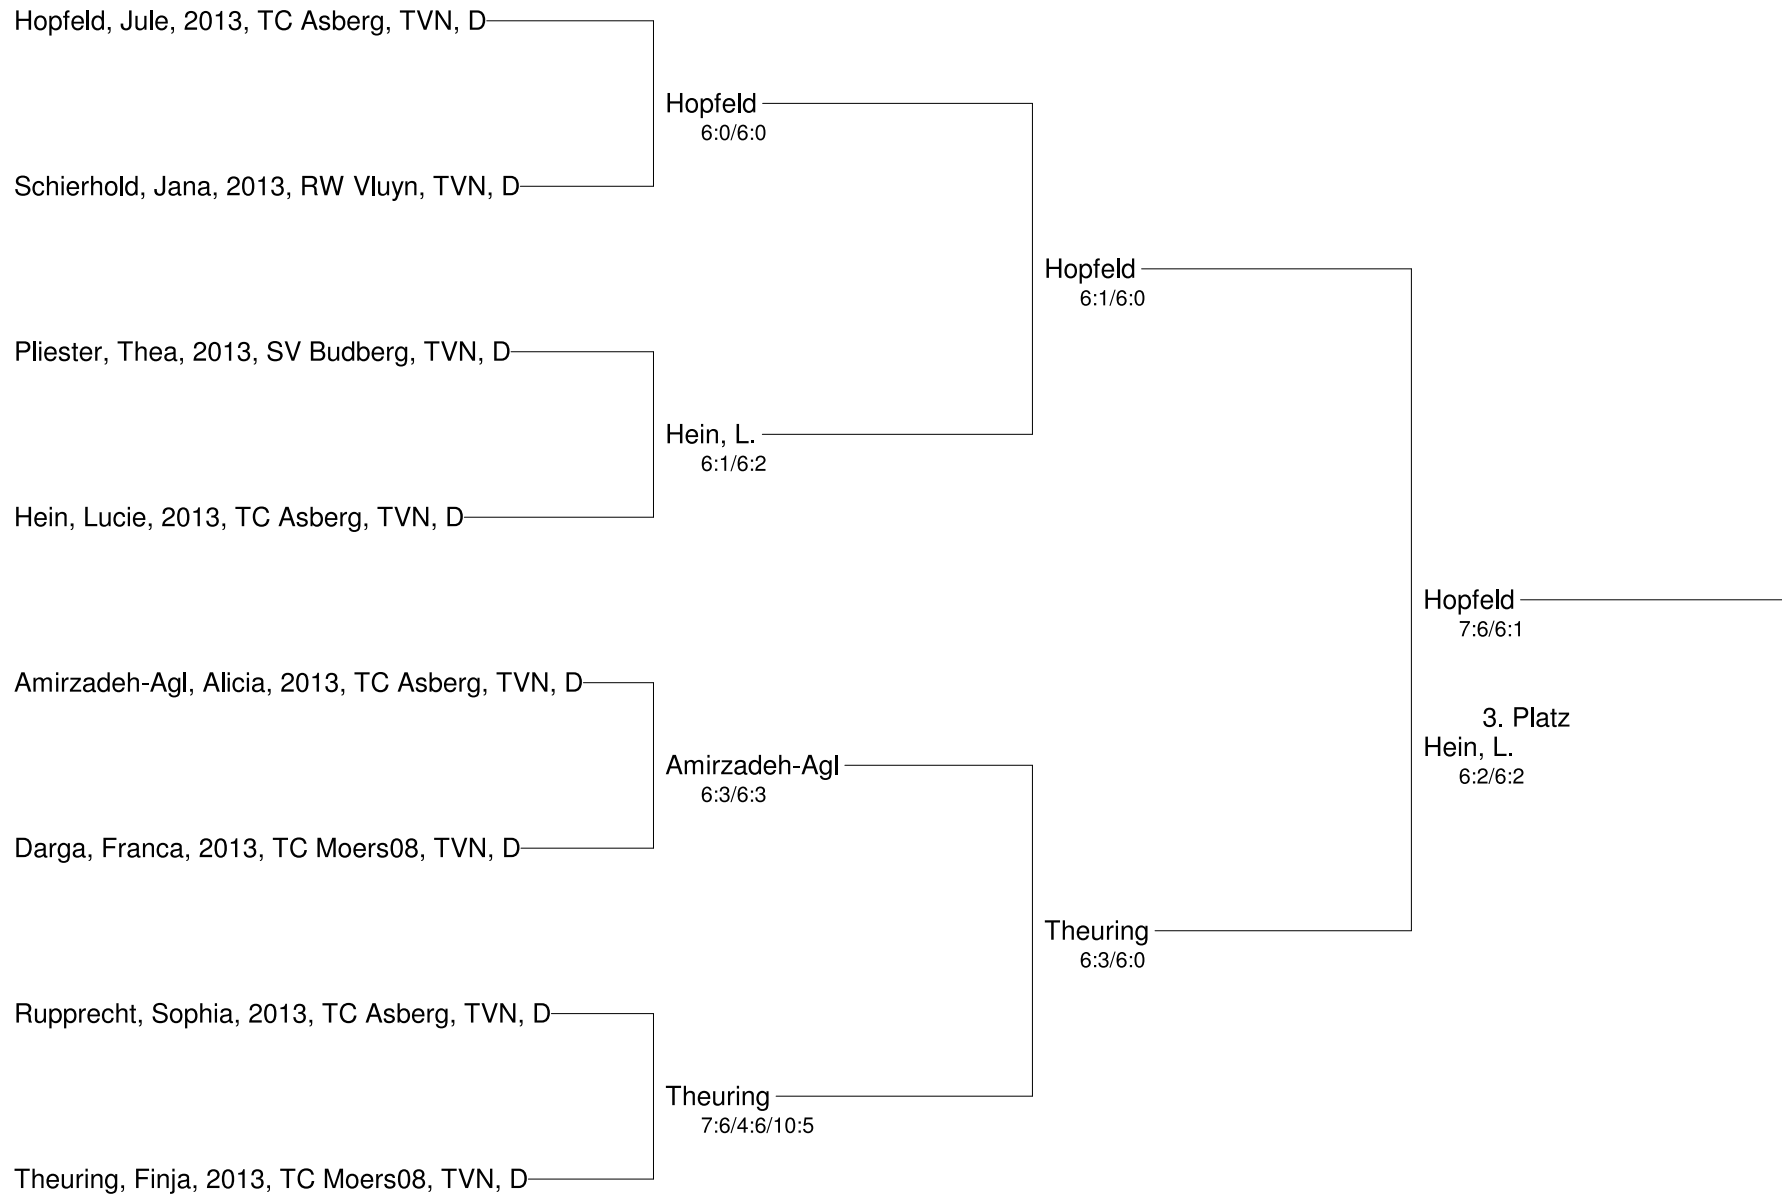 Hopfeld, Jule, 2013, TC Asberg, TVN, D
Hopfeld
6:0/6:0
Schierhold, Jana, 2013, RW Vluyn, TVN, D
Hopfeld
6:1/6:0
Pliester, Thea, 2013, SV Budberg, TVN, D
Hein, L.
6:1/6:2
Hein, Lucie, 2013, TC Asberg, TVN, D
Hopfeld
7:6/6:1
Amirzadeh-Agl, Alicia, 2013, TC Asberg, TVN, D
3. Platz
Hein, L.
6:2/6:2
Amirzadeh-Agl
6:3/6:3
Darga, Franca, 2013, TC Moers08, TVN, D
Theuring
6:3/6:0
Rupprecht, Sophia, 2013, TC Asberg, TVN, D
Theuring
7:6/4:6/10:5
Theuring, Finja, 2013, TC Moers08, TVN, D